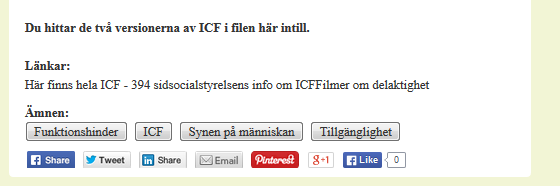 Du hittar de två versionerna av ICF i filen här intill.
Länkar:
Här finns hela ICF - 394 sidsocialstyrelsens info om ICFFilmer om delaktighet
Ämnen:
Funktionshinder ICF Synen på människan Tillgänglighet
Share Tweet Share Email Pinterest g+1 Like 0